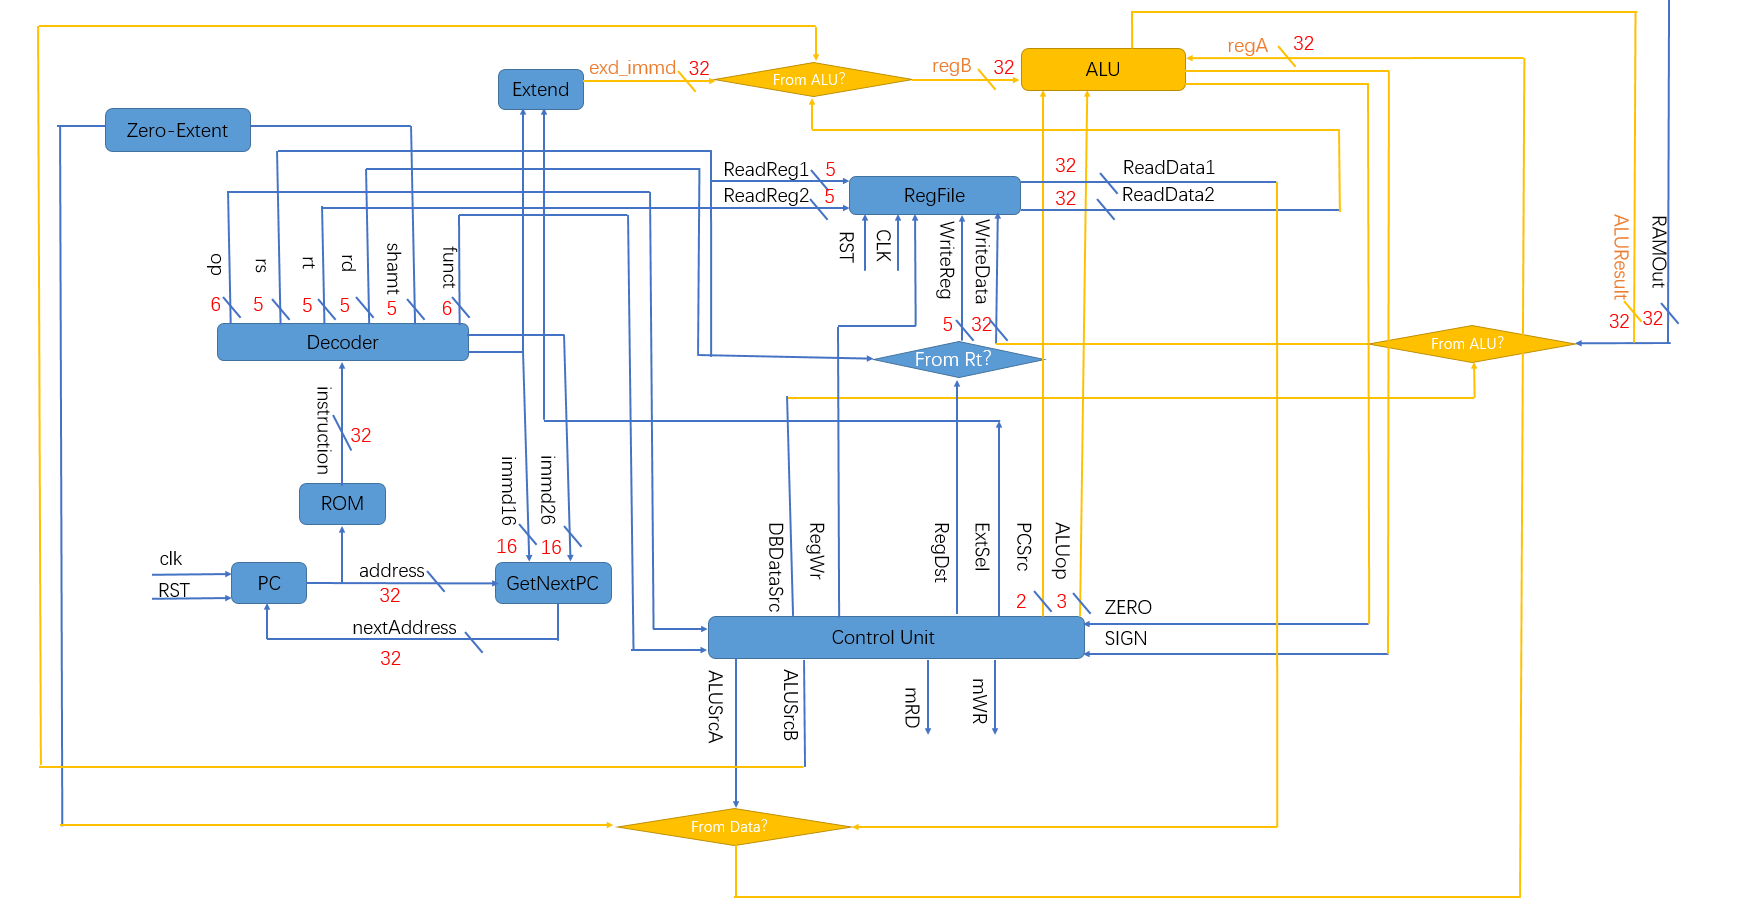 exd_immd
32
From ALU?
regB
32
ALU
regA
32
Extend
Zero-Extent
ReadReg1
5
ReadReg2
5
RegFile
32
ReadData1
32
ReadData2
RST
CLK
WriteReg
WriteData
ALUResult
RAMOut
op
rs
rt
rd
shamt
funct
6
5
5
5
5
6
5
32
32
32
Decoder
From Rt?
From ALU?
instruction
32
ROM
immd16
immd26
16
16
DBDataSrc
RegWr
RegDst
ExtSel
PCSrc
ALUop
2
3
clk
RST
PC
address
32
GetNextPC
nextAddress
32
Control Unit
ZERO
SIGN
ALUSrcA
ALUSrcB
mRD
mWR
From Data?